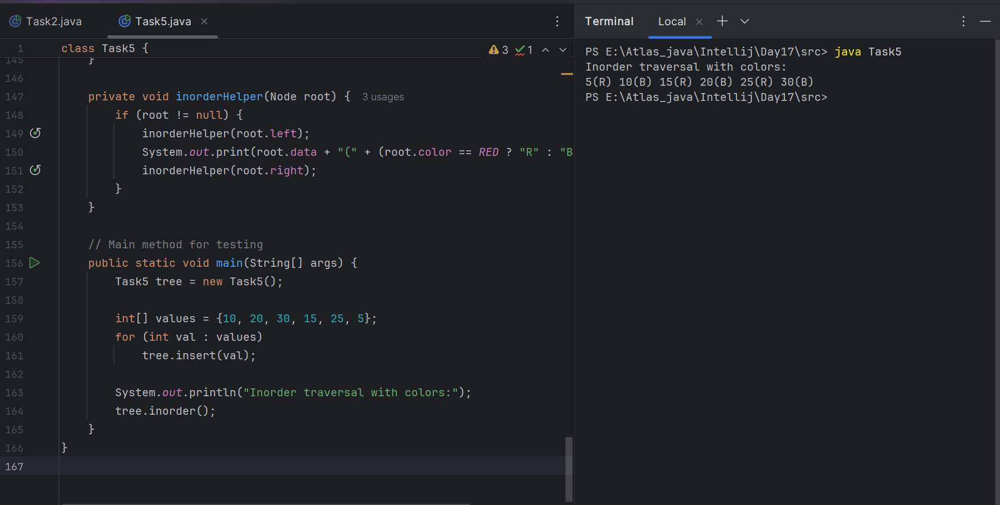 Task2.java Task5.java
1 class Task5 { 3 1
145 }
146
147 private void inorderHelper(Node root) { 3 usages
148 if (root != null) {
149 inorderHelper(root.left);
150 System.out.print(root.data + "(" + (root.color == RED ? "R" : "B
151 inorderHelper(root.right);
152 }
153 }
154
155 // Main method for testing
156 public static void main(String[] args) {
157 Task5 tree = new Task5();
158
159 int[] values = {10, 20, 30, 15, 25, 5};
160 for (int val : values)
161 tree.insert(val);
162
163 System.out.println("Inorder traversal with colors:");
164 tree.inorder();
165 }
166 }
167
Terminal Local
PS E:\Atlas_java\Intellij\Day17\src> java Task5
Inorder traversal with colors:
5(R) 10(B) 15(R) 20(B) 25(R) 30(B)
PS E:\Atlas_java\Intellij\Day17\src>